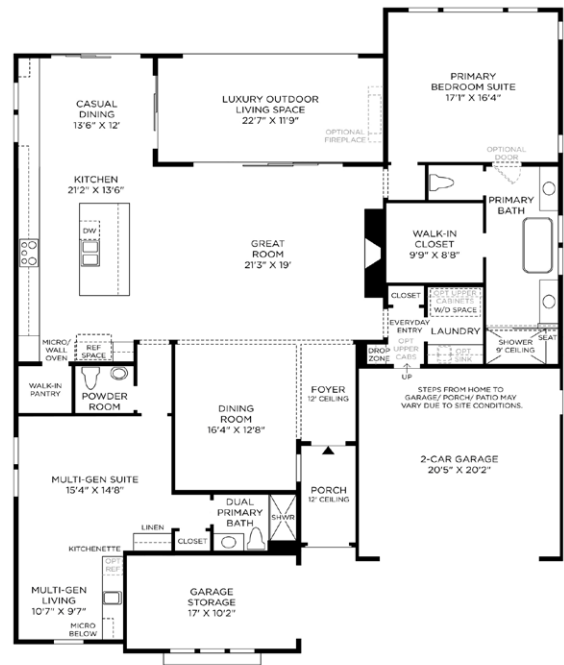 PRIMARY
BEDROOM SUITE
17'1" X 16'4"
CASUAL
DINING
13'6" X 12'
LUXURY OUTDOOR
LIVING SPACE
22'7" X 11'9"
OPTIONAL
FIREPLACE
OPTIONAL
DOOR
KITCHEN
21'2" X 13'6"
PRIMARY
BATH
DW
WALK-IN
CLOSET
9'9" X 8'8"
GREAT
ROOM
21'3" X 19'
CLOSET
OPT UPPER
CABINETS
W/D SPACE
EVERYDAY
ENTRY
LAUNDRY
SHOWER
9' CEILING
SEAT
MICRO/
WALL
OVEN
REF
SPACE
DROP
ZONE
OPT
UPPER
CABS
OPT
SINK
UP
WALK-IN
PANTRY
POWDER
ROOM
FOYER
12' CEILING
STEPS FROM HOME TO
GARAGE/ PORCH/ PATIO MAY
VARY DUE TO SITE CONDITIONS.
DINING
ROOM
16'4" X 12'8"
2-CAR GARAGE
20'5" X 20'2"
MULTI-GEN SUITE
15'4" X 14'8"
PORCH
12' CEILING
DUAL
PRIMARY
BATH
SHWR
LINEN
CLOSET
KITCHENETTE
OPT
REF
MULTI-GEN
LIVING
10'7" X 9'7"
GARAGE
STORAGE
17' X 10'2"
MICRO
BELOW